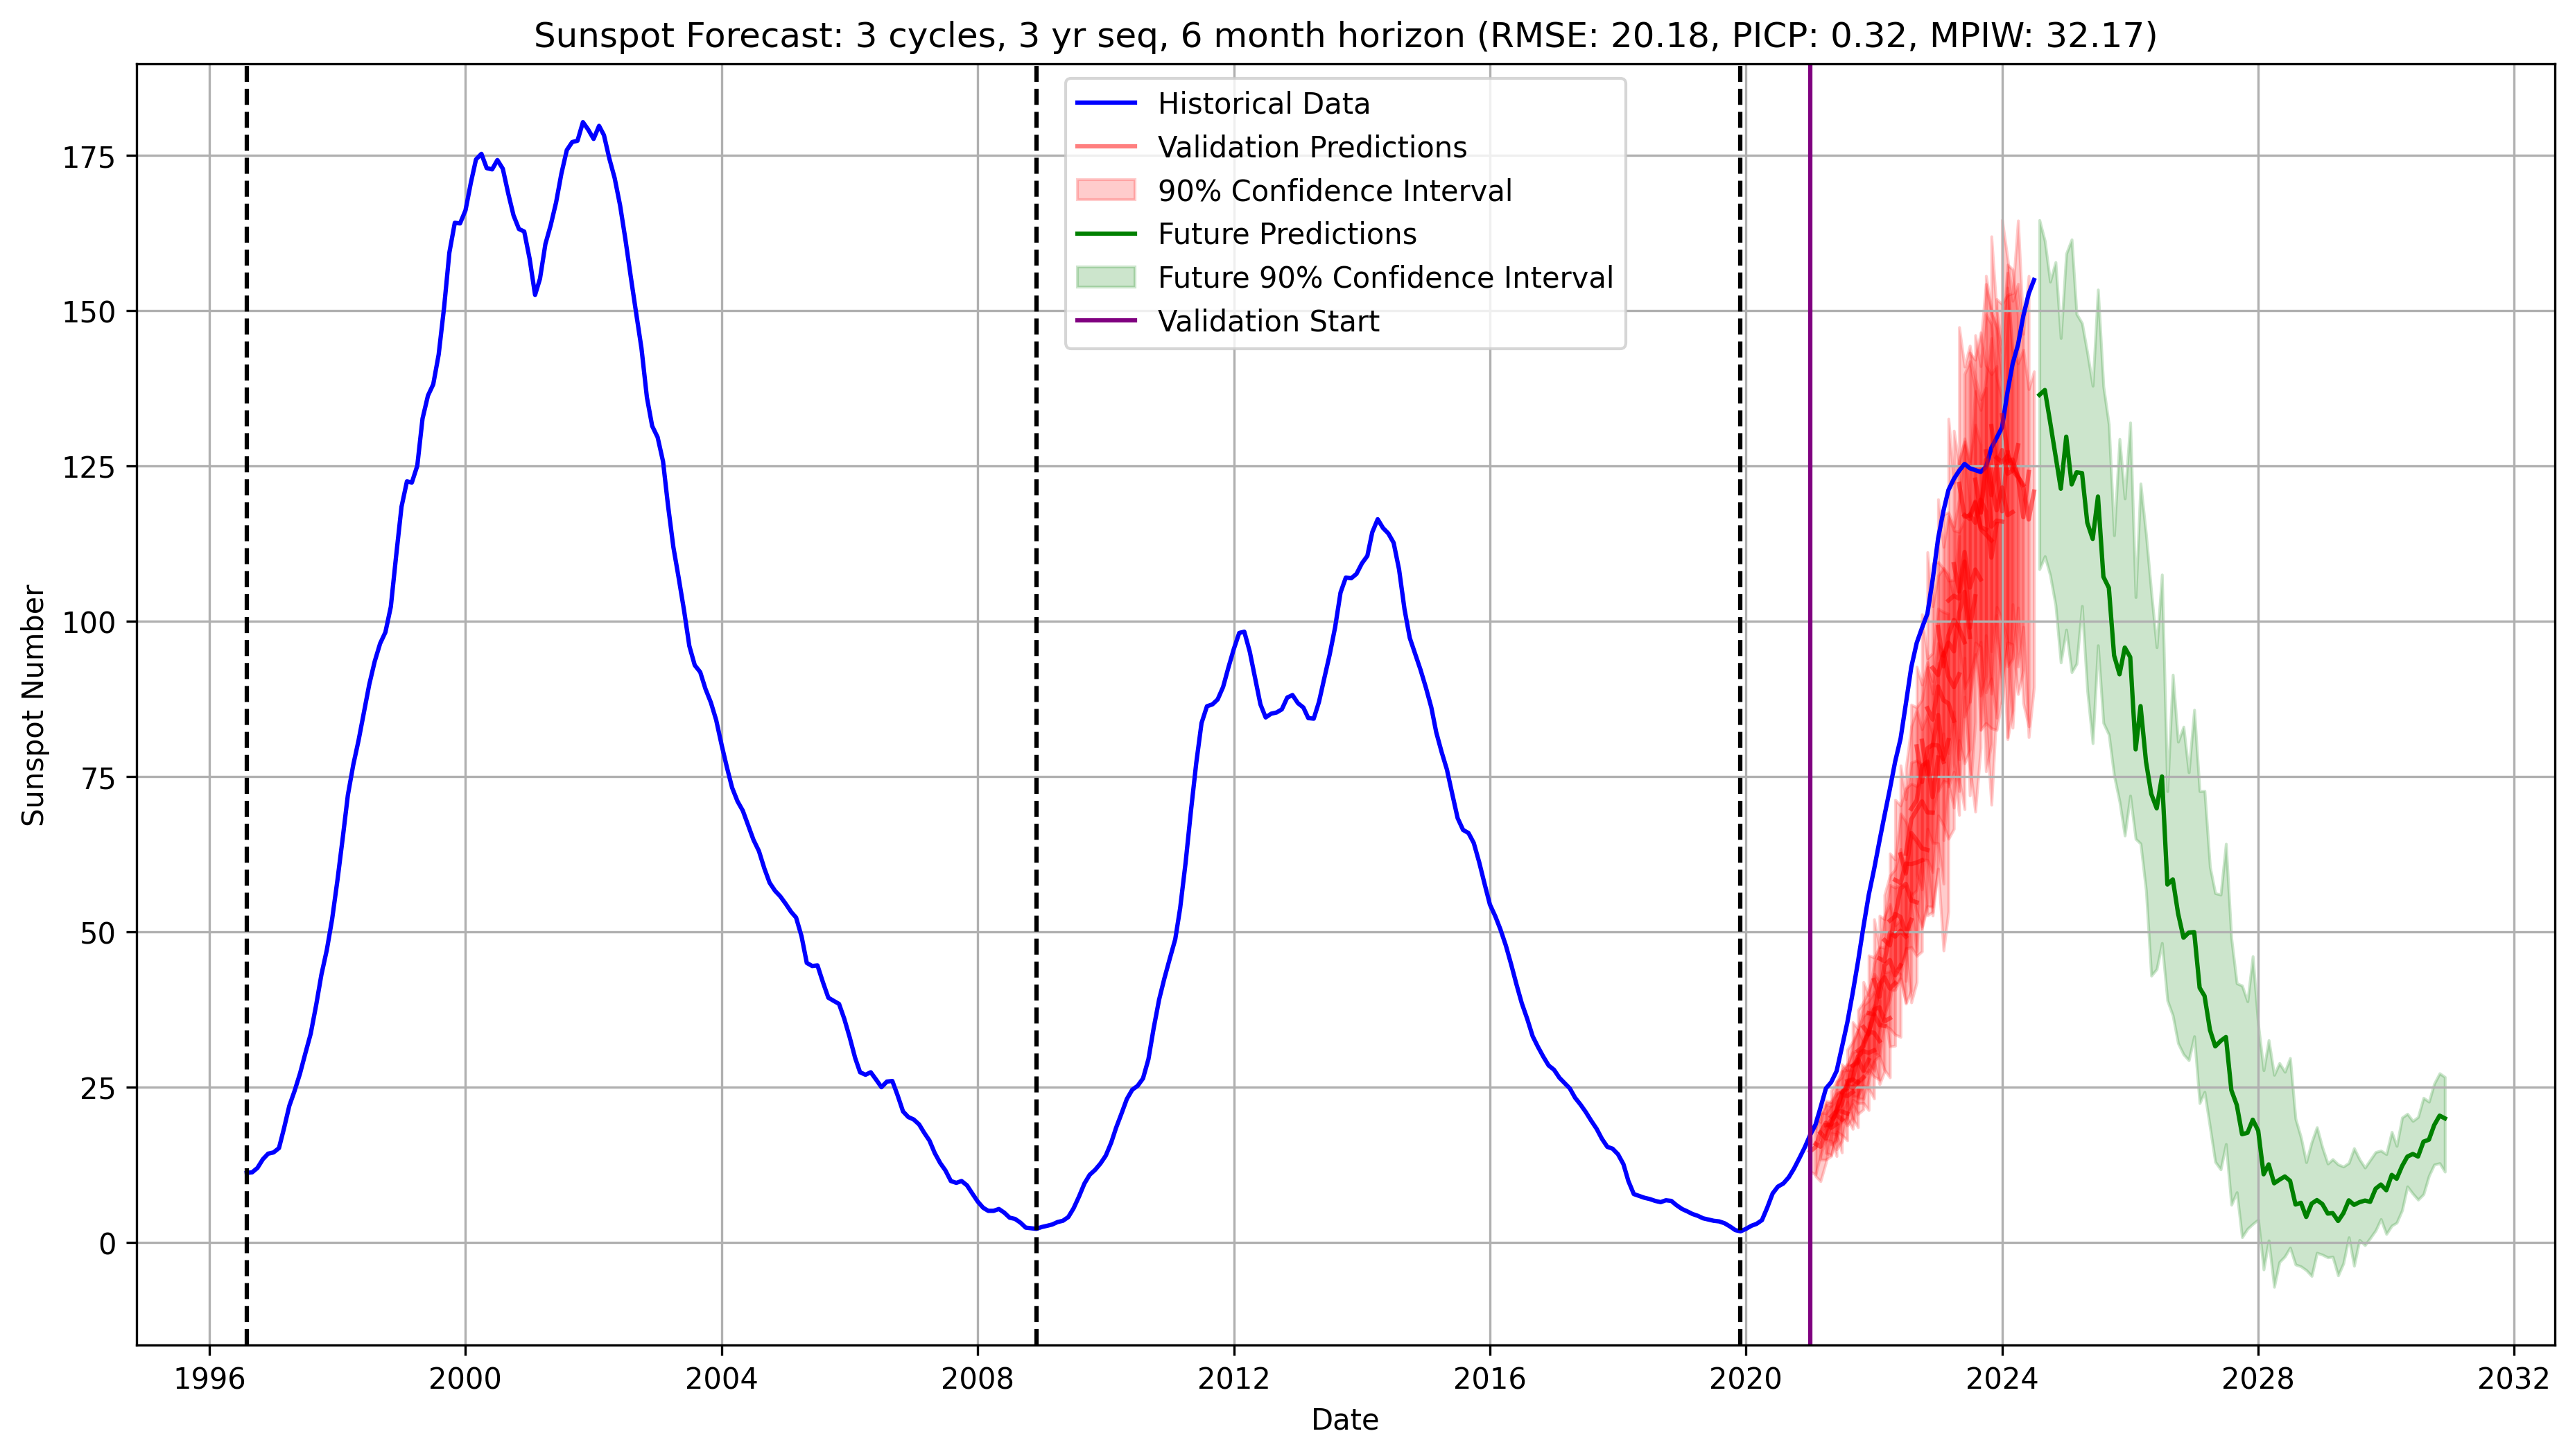 Sunspot Forecast: 3 cycles, 3 yr seq, 6 month horizon (RMSE: 20.18, PICP: 0.32, MPIW: 32.17)
Historical Data
Validation Predictions
90% Confidence Interval
Future Predictions
Future 90% Confidence Interval
Validation Start
Sunspot Number
175
150
125
100
75
50
25
0
1996 2000 2004 2008 2012 2016 2020 2024 2028 2032
Date